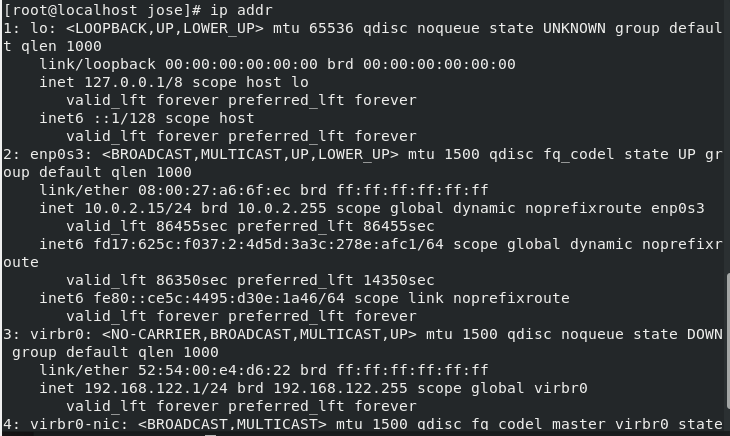 [root@localhost jose]# ip addr
1: lo: <LOOPBACK,UP,LOWER_UP> mtu 65536 qdisc noqueue state UNKNOWN group defaul
t qlen 1000
    link/loopback 00:00:00:00:00:00 brd 00:00:00:00:00:00
    inet 127.0.0.1/8 scope host lo
       valid_lft forever preferred_lft forever
    inet6 ::1/128 scope host
       valid_lft forever preferred_lft forever
2: enp0s3: <BROADCAST,MULTICAST,UP,LOWER_UP> mtu 1500 qdisc fq_codel state UP gr
oup default qlen 1000
    link/ether 08:00:27:a6:6f:ec brd ff:ff:ff:ff:ff:ff
    inet 10.0.2.15/24 brd 10.0.2.255 scope global dynamic noprefixroute enp0s3
       valid_lft 86455sec preferred_lft 86455sec
    inet6 fd17:625c:f037:2:4d5d:3a3c:278e:afc1/64 scope global dynamic noprefixr
oute
       valid_lft 86350sec preferred_lft 14350sec
    inet6 fe80::ce5c:4495:d30e:1a46/64 scope link noprefixroute
       valid_lft forever preferred_lft forever
3: virbr0: <NO-CARRIER,BROADCAST,MULTICAST,UP> mtu 1500 qdisc noqueue state DOWN
 group default qlen 1000
    link/ether 52:54:00:e4:d6:22 brd ff:ff:ff:ff:ff:ff
    inet 192.168.122.1/24 brd 192.168.122.255 scope global virbr0
       valid_lft forever preferred_lft forever
4: virbr0-nic: <BROADCAST,MULTICAST> mtu 1500 qdisc fq_codel master virbr0 state